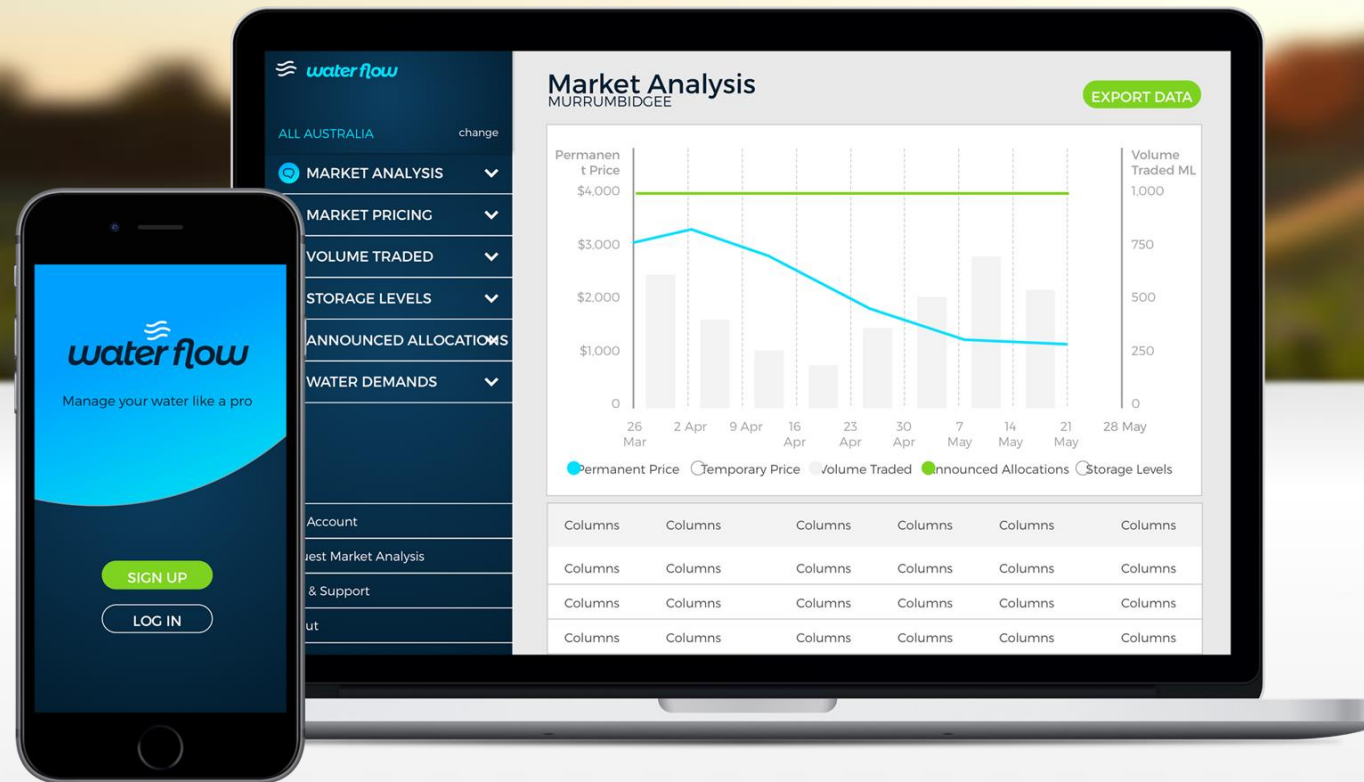 water flow
Manage your water like a pro
SIGN UP
LOG IN
water flow
ALL AUSTRALIA change
MARKET ANALYSIS
MARKET PRICING
VOLUME TRADED
STORAGE LEVELS
ANNOUNCED ALLOCATIONS
WATER DEMANDS
Account
uest Market Analysis
& Support
ut
Market Analysis
MURRUMBIDGEE
EXPORT DATA
Permanen
t Price
$4,000
$3,000
$2,000
$1,000
0
Volume
Traded ML
1,000
750
500
250
0
26 Mar
2 Apr
9 Apr
16 Apr
23 Apr
30 Apr
7 May
14 May
21 May
28 May
Permanent Price Temporary Price Volume Traded Announced Allocations Storage Levels
Columns Columns Columns Columns Columns Columns
Columns Columns Columns Columns Columns Columns
Columns Columns Columns Columns Columns Columns
Columns Columns Columns Columns Columns Columns